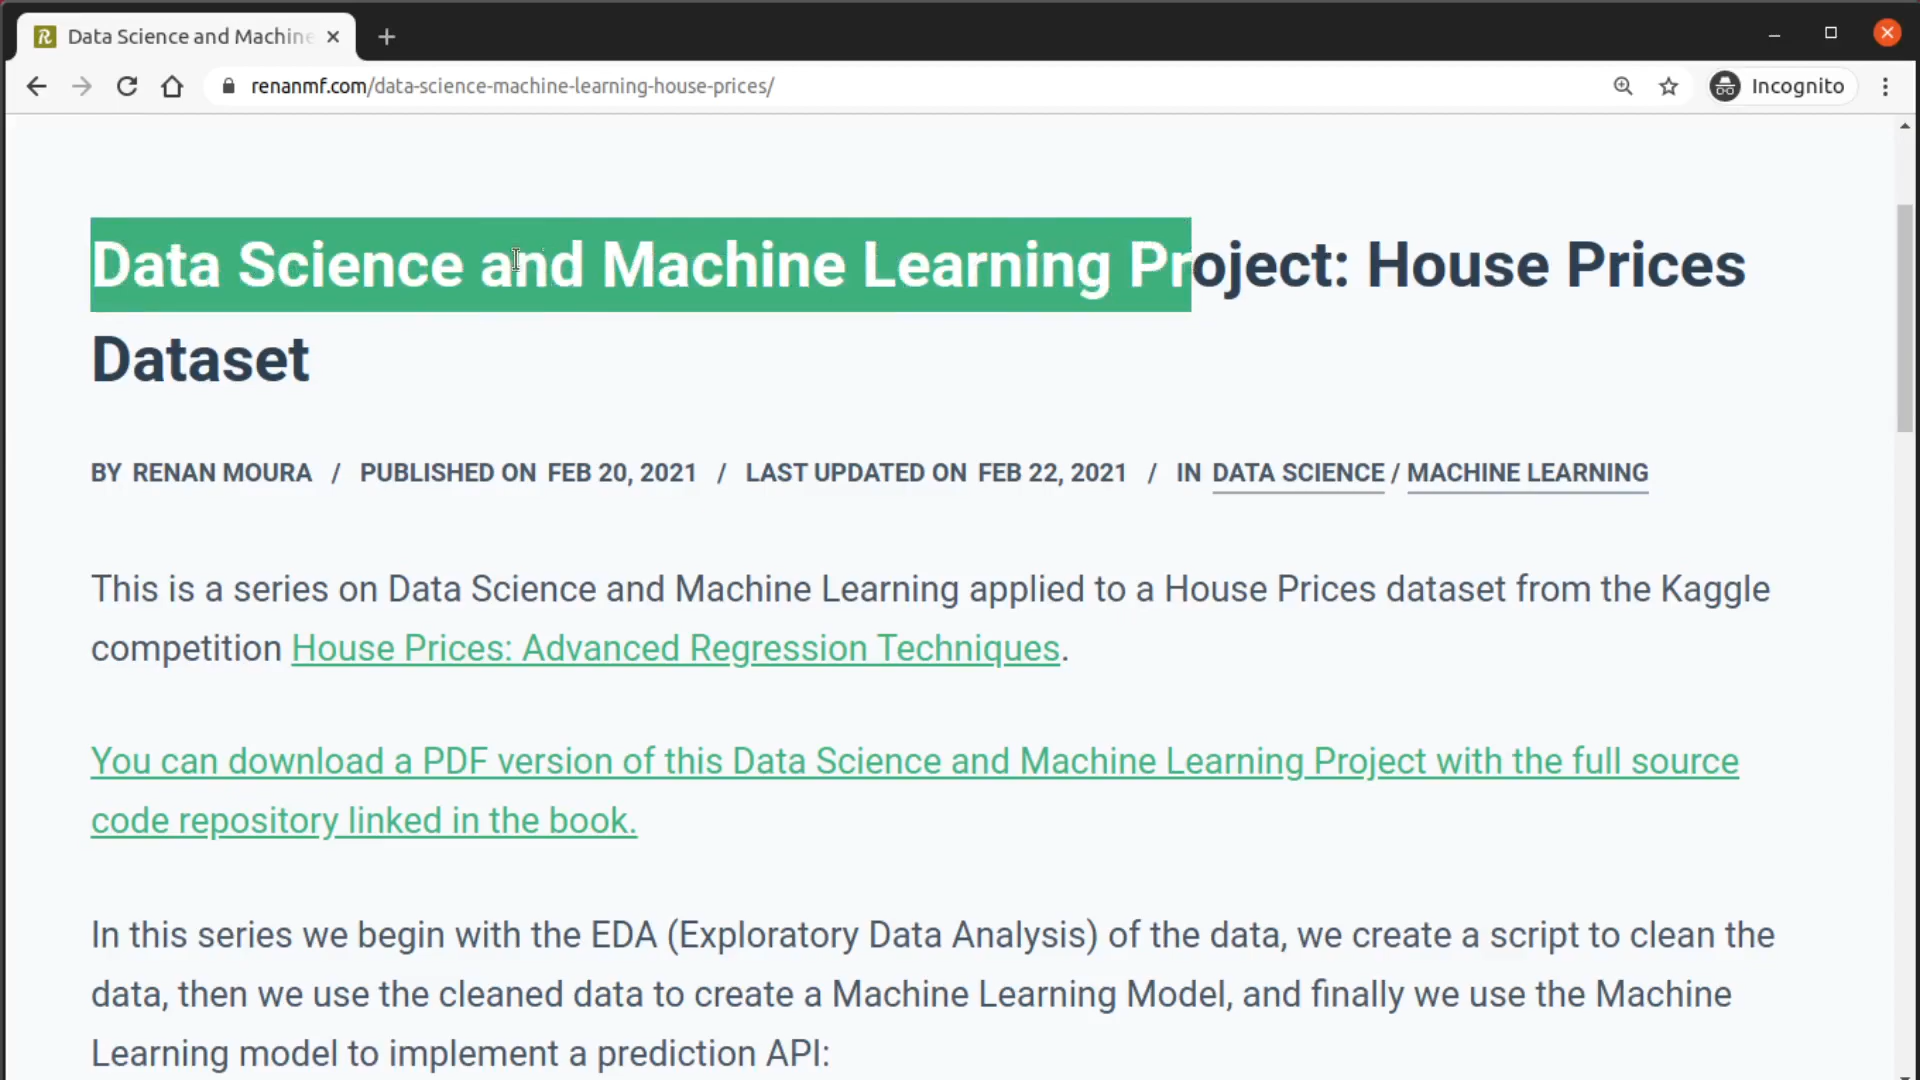 Data Science and Machine
renanmf.com/data-science-machine-learning-house-prices/
Incognito
Data Science and Machine Learning Project: House Prices
Dataset
BY RENAN MOURA / PUBLISHED ON FEB 20, 2021 / LAST UPDATED ON FEB 22, 2021 / IN DATA SCIENCE / MACHINE LEARNING
This is a series on Data Science and Machine Learning applied to a House Prices dataset from the Kaggle
competition House Prices: Advanced Regression Techniques.
You can download a PDF version of this Data Science and Machine Learning Project with the full source
code repository linked in the book.
In this series we begin with the EDA (Exploratory Data Analysis) of the data, we create a script to clean the
data, then we use the cleaned data to create a Machine Learning Model, and finally we use the Machine
Learning model to implement a prediction API: